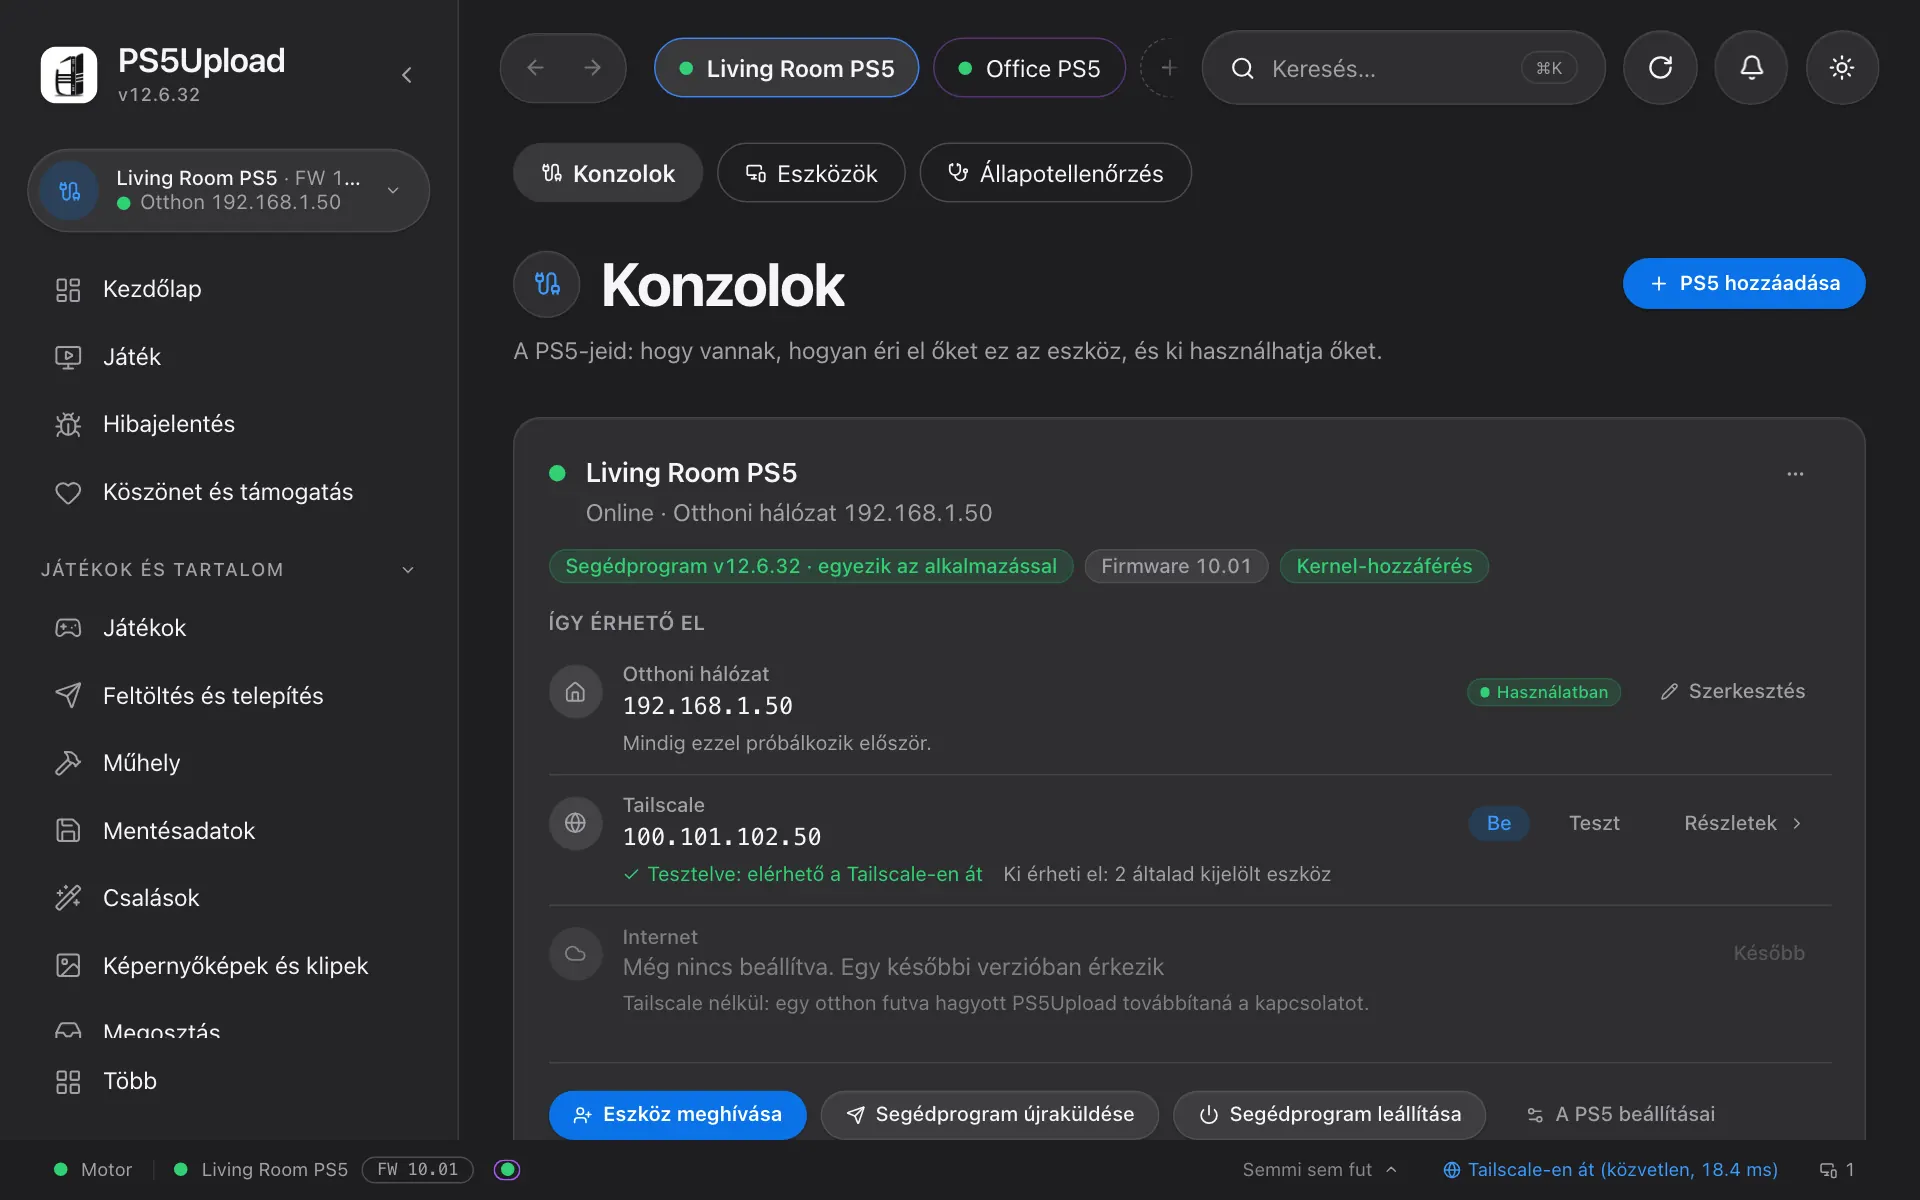 PS5Upload
v12.6.32
Living Room PS5 · FW 1...
Otthon 192.168.1.50
Kezdőlap
Játék
Hibajelentés
Köszönet és támogatás
JÁTÉKOK ÉS TARTALOM
Játékok
Feltöltés és telepítés
Műhely
Mentésadatok
Csalások
Képernyőképek és klipek
Megosztás
Több
Living Room PS5
Office PS5
Keresés...
⌘K
Konzolok
Eszközök
Állapotellenőrzés
Konzolok
PS5 hozzáadása
A PS5-jeid: hogy vannak, hogyan éri el őket ez az eszköz, és ki használhatja őket.
Living Room PS5
Online · Otthoni hálózat 192.168.1.50
Segédprogram v12.6.32 · egyezik az alkalmazással
Firmware 10.01
Kernel-hozzáférés
ÍGY ÉRHETŐ EL
Otthoni hálózat
192.168.1.50
Mindig ezzel próbálkozik először.
Használatban
Szerkesztés
Tailscale
100.101.102.50
Tesztelve: elérhető a Tailscale-en át Ki érheti el: 2 általad kijelölt eszköz
Be
Teszt
Részletek
Internet
Még nincs beállítva. Egy későbbi verzióban érkezik
Tailscale nélkül: egy otthon futva hagyott PS5Upload továbbítaná a kapcsolatot.
Később
Eszköz meghívása
Segédprogram újraküldése
Segédprogram leállítása
A PS5 beállításai
Motor
Living Room PS5
FW 10.01
Semmi sem fut
Tailscale-en át (közvetlen, 18.4 ms)
1